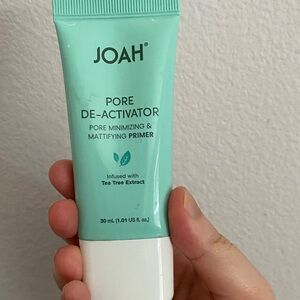 JOAH®
PORE
DE-ACTIVATOR
PORE MINIMIZING &
MATTIFYING PRIMER
Infused with
Tea Tree Extract
30 mL (1.01 US fl. oz.)